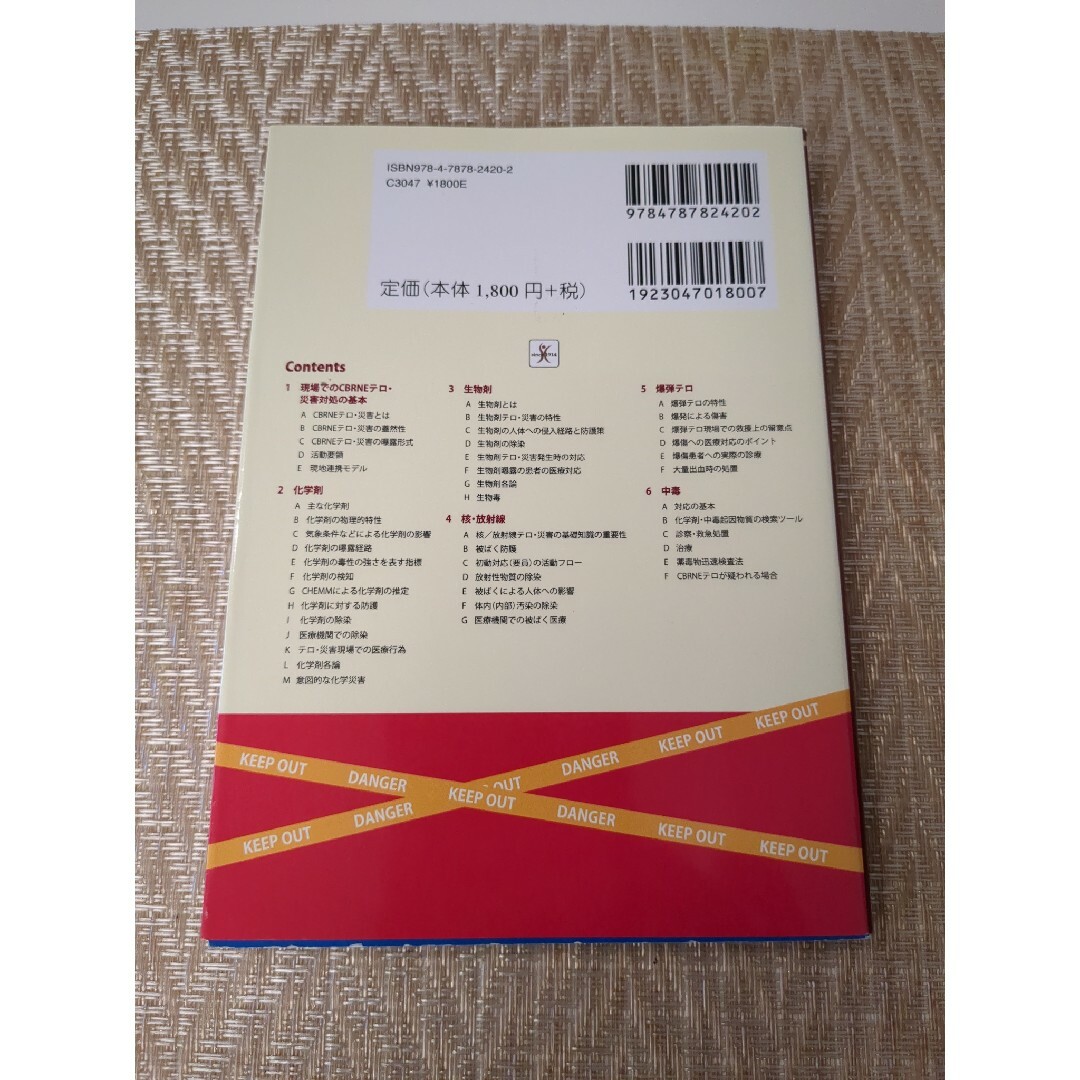 ISBN978-4-7878-2420-2
C3047 ¥1800E
9784787824202
定価(本体 1,800 円+税)
1923047018007
Contents
1 現場でのCBRNEテロ・
災害対処の基本
A CBRNEテロ・災害とは
B CBRNEテロ・災害の蓋然性
C CBRNEテロ・災害の曝露形式
D 活動要領
E 現地連携モデル
2 化学剤
A 主な化学剤
B 化学剤の物理的特性
C 気象条件などによる化学剤の影響
D 化学剤の曝露経路
E 化学剤の毒性の強さを表す指標
F 化学剤の検知
G CHEMMによる化学剤の推定
H 化学剤に対する防護
I 化学剤の除染
J 医療機関での除染
K テロ・災害現場での医療行為
L 化学剤各論
M 意図的な化学災害
3 生物剤
A 生物剤とは
B 生物剤テロ・災害の特性
C 生物剤の人体への侵入経路と防護策
D 生物剤の除染
E 生物剤テロ・災害発生時の対応
F 生物剤曝露の患者の医療対応
G 生物剤各論
H 生物毒
4 核・放射線
A 核/放射線テロ・災害の基礎知識の重要性
B 被ばく防護
C 初動対応(要員)の活動フロー
D 放射性物質の除染
E 被ばくによる人体への影響
F 体内(内部)汚染の除染
G 医療機関での被ばく医療
5 爆弾テロ
A 爆弾テロの特性
B 爆発による傷害
C 爆弾テロ現場での救援上の留意点
D 爆傷への医療対応のポイント
E 爆傷患者への実際の診療
F 大量出血時の処置
6 中毒
A 対応の基本
B 化学剤・中毒起因物質の検索ツール
C 診察・救急処置
D 治療
E 薬毒物迅速検査法
F CBRNEテロが疑われる場合
KEEP OUT DANGER KEEP OUT DANGER KEEP OUT KEEP OUT
KEEP OUT DANGER OUT DANGER KEEP OUT KEEP OUT